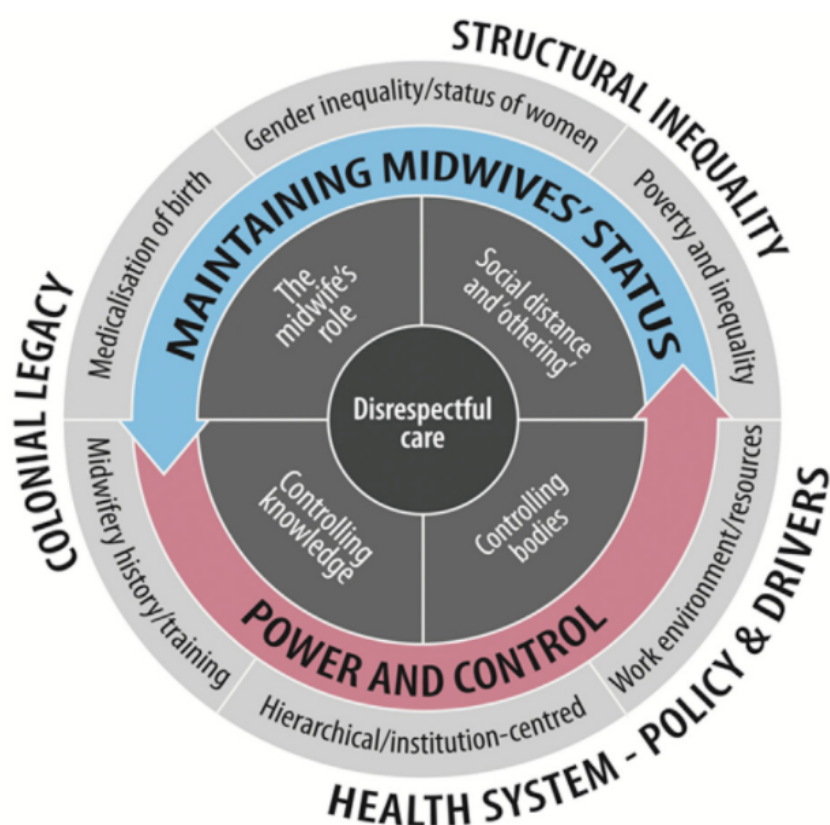 STRUCTURAL INEQUALITY
COLONIAL LEGACY
HEALTH SYSTEM - POLICY & DRIVERS
Medicalisation of birth
Gender inequality/status of women
Poverty and inequality
Midwifery history/training
Hierarchical/institution-centred
Work environment/resources
MAINTAINING MIDWIVES’ STATUS
POWER AND CONTROL
The
midwife’s
role
Social distance
and ‘othering’
Disrespectful
care
Controlling
knowledge
Controlling
bodies